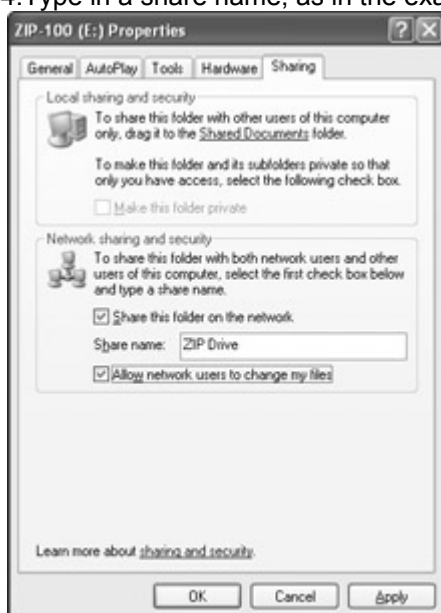 4.Type in a share name, as in the exa
ZIP-100 (E:) Properties
General AutoPlay Tools Hardware Sharing
Local sharing and security
To share this folder with other users of this computer
only, drag it to the Shared Documents folder.
To make this folder and its subfolders private so that
only you have access, select the following check box.
Make this folder private
Network sharing and security
To share this folder with both network users and other
users of this computer, select the first check box below
and type a share name.
Share this folder on the network
Share name: ZIP Drive
Allow network users to change my files
Learn more about sharing and security.
OK Cancel Apply